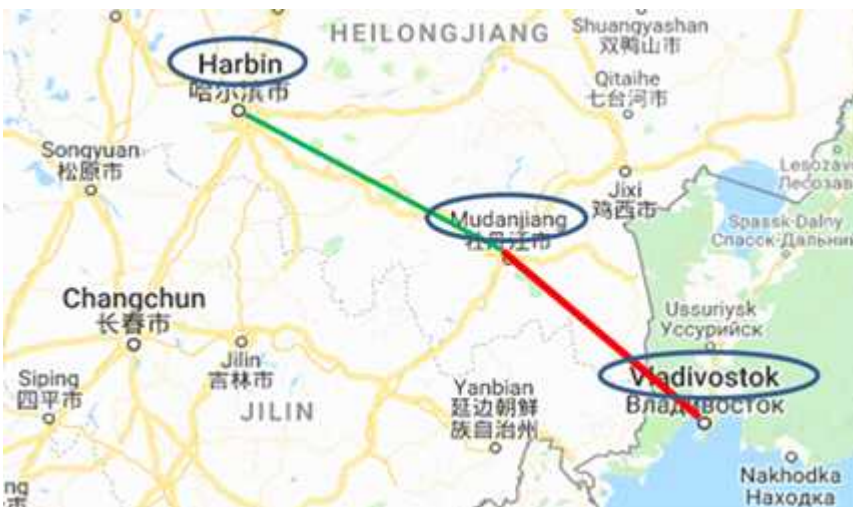 HEILONGJIANG
Shuangyashan
双鸭山市
Harbin
哈尔滨市
Qitaihe
七台河市
Songyuan
松原市
Jixi
鸡西市
Mudanjiang
牡丹江市
Spassk-Dalny
Спасск-Дальний
Changchun
长春市
Ussuriysk
Уссурийск
Jilin
吉林市
Siping
四平市
JILIN
Yanbian
延边朝鲜
族自治州
Vladivostok
Владивосток
Nakhodka
Находка